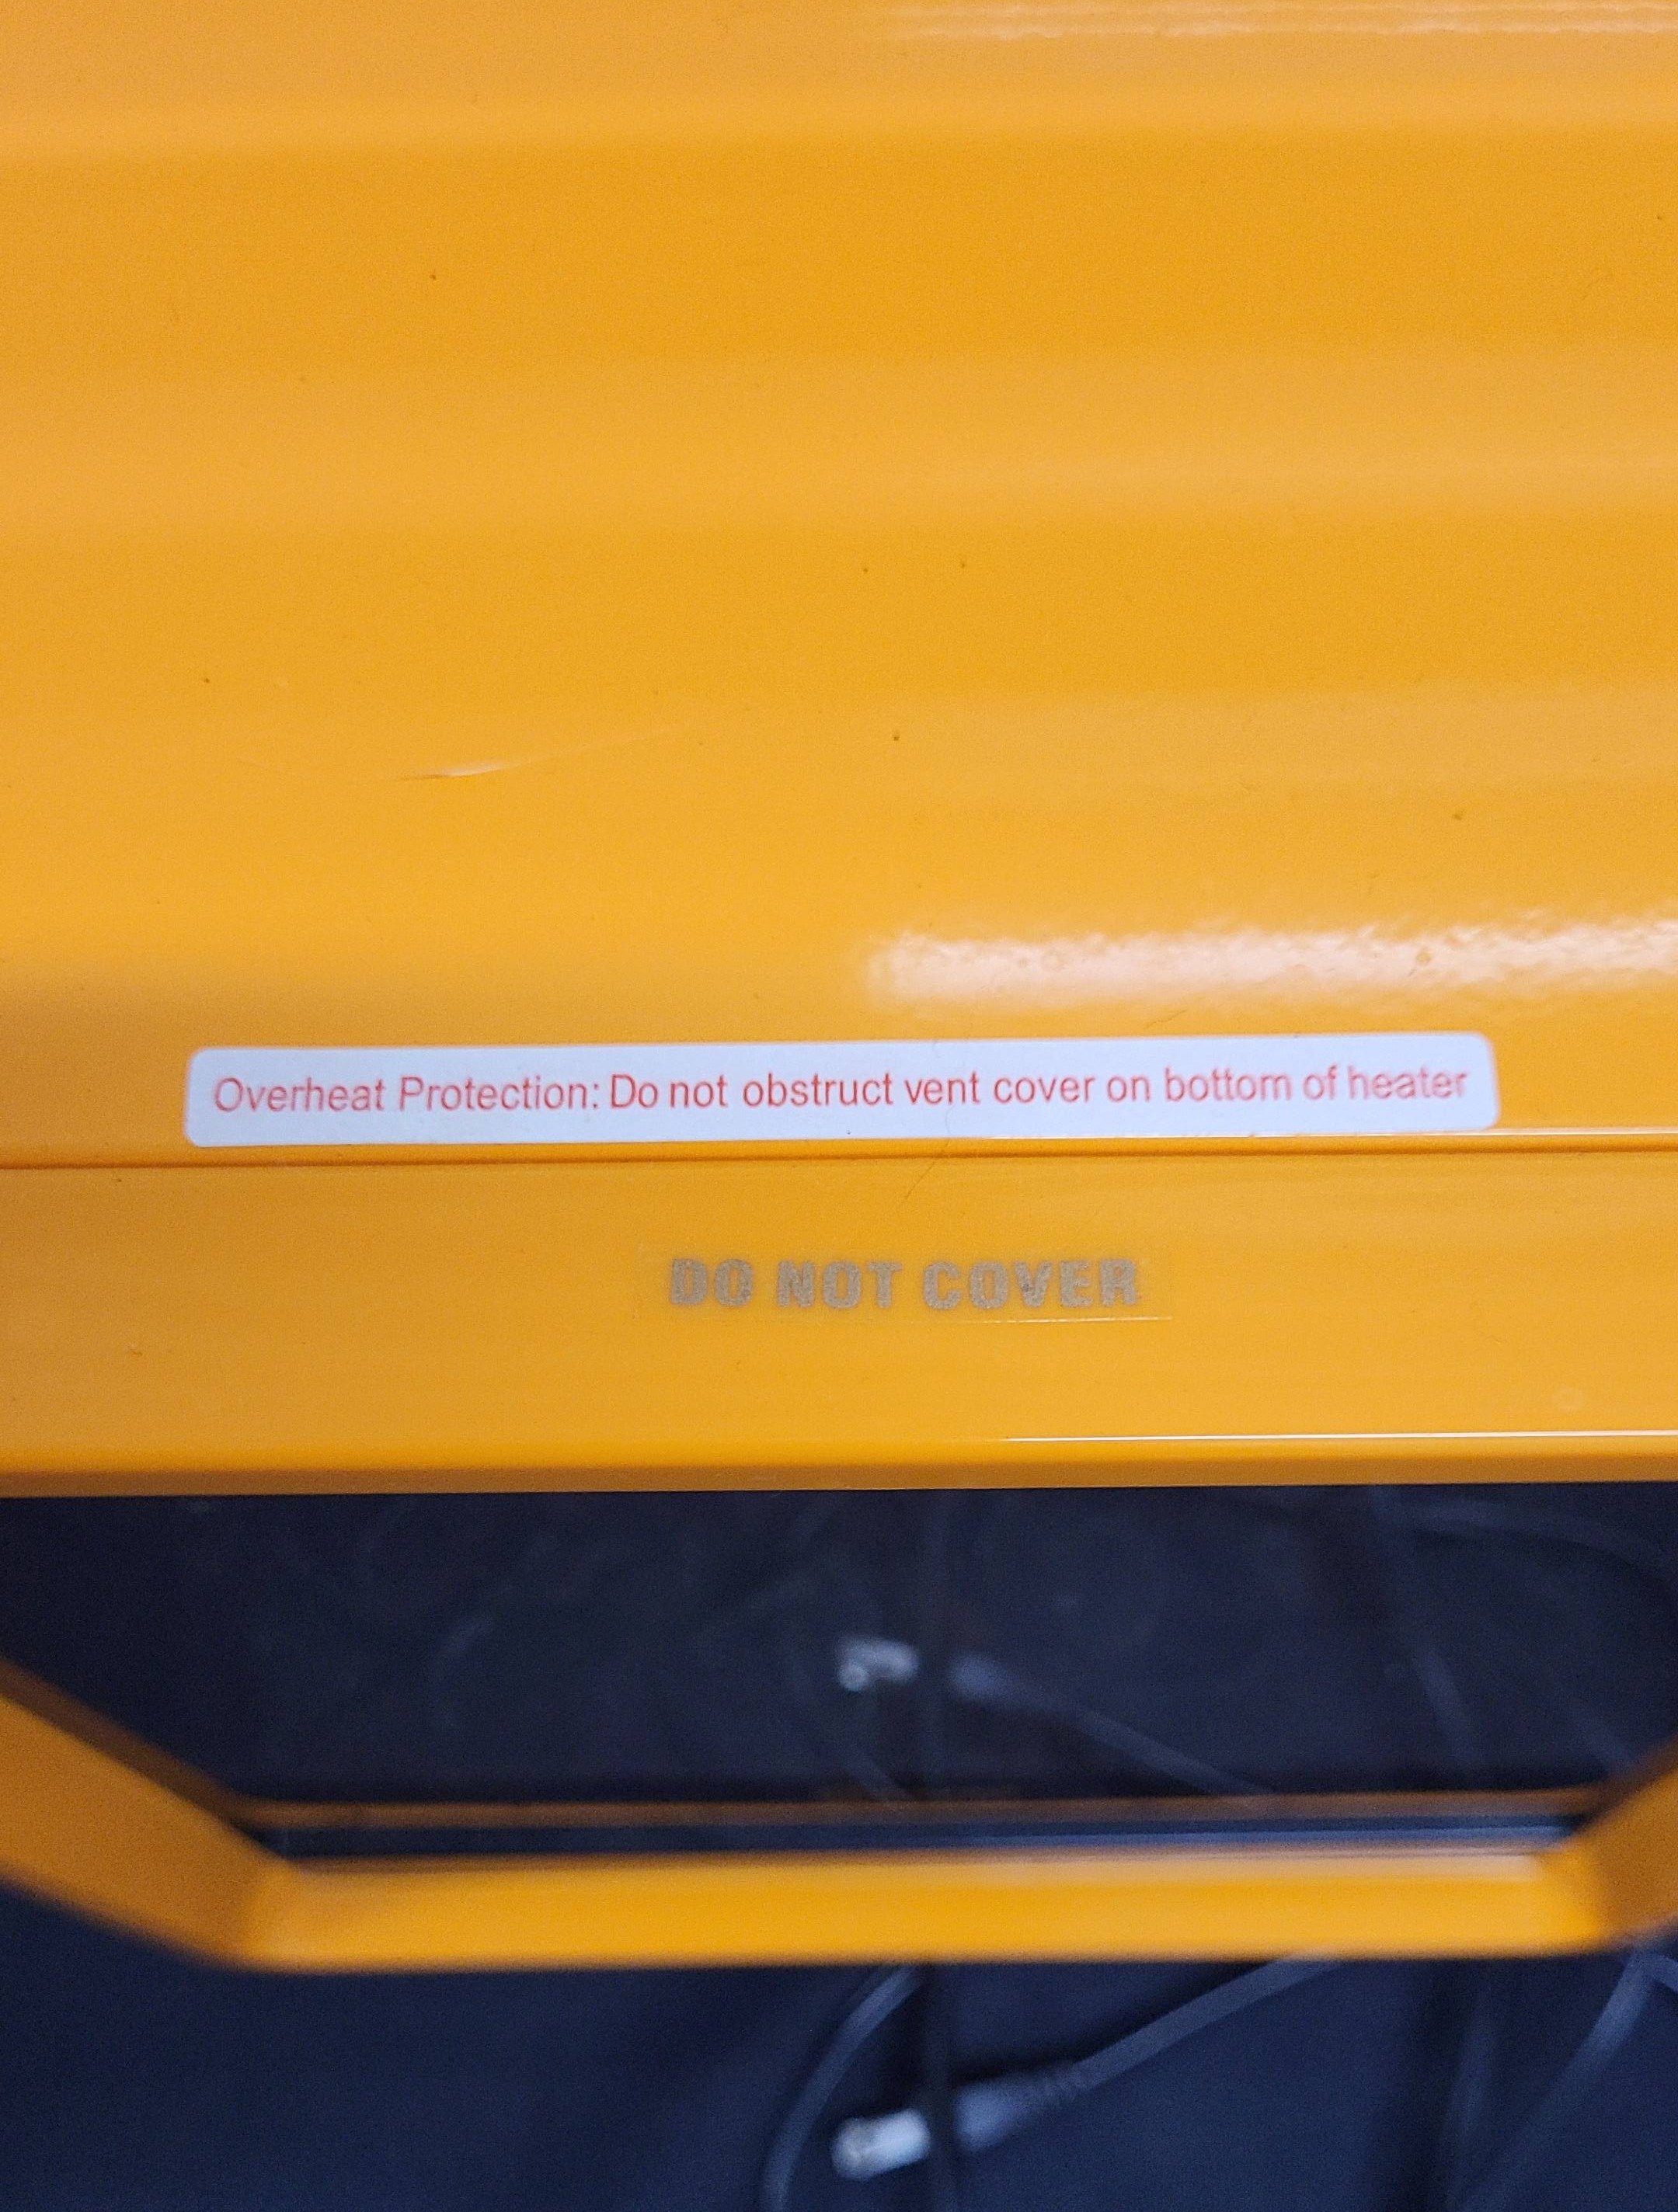 Overheat Protection: Do not obstruct vent cover on bottom of heater
DO NOT COVER